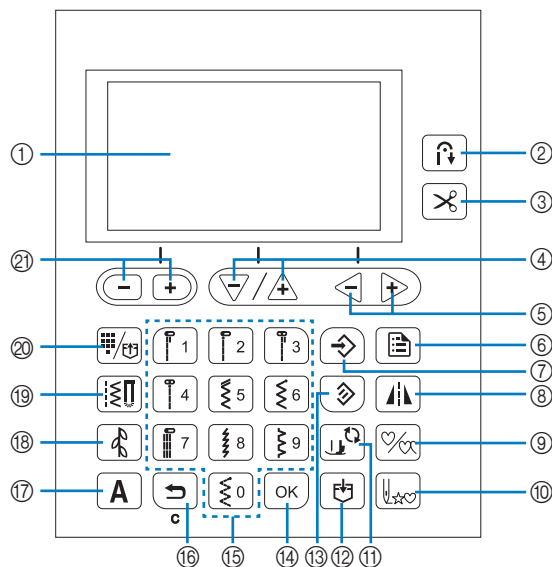 ①
②
③
㉑
− + − / + − +
④
⑤
⑳
1 2 3
⑥
⑦
⑲
4 5 6
⑧
⑱
7 8 9
⑨
⑰
A 0 OK
⑩
C
⑯ ⑮ ⑭ ⑬ ⑫ ⑪